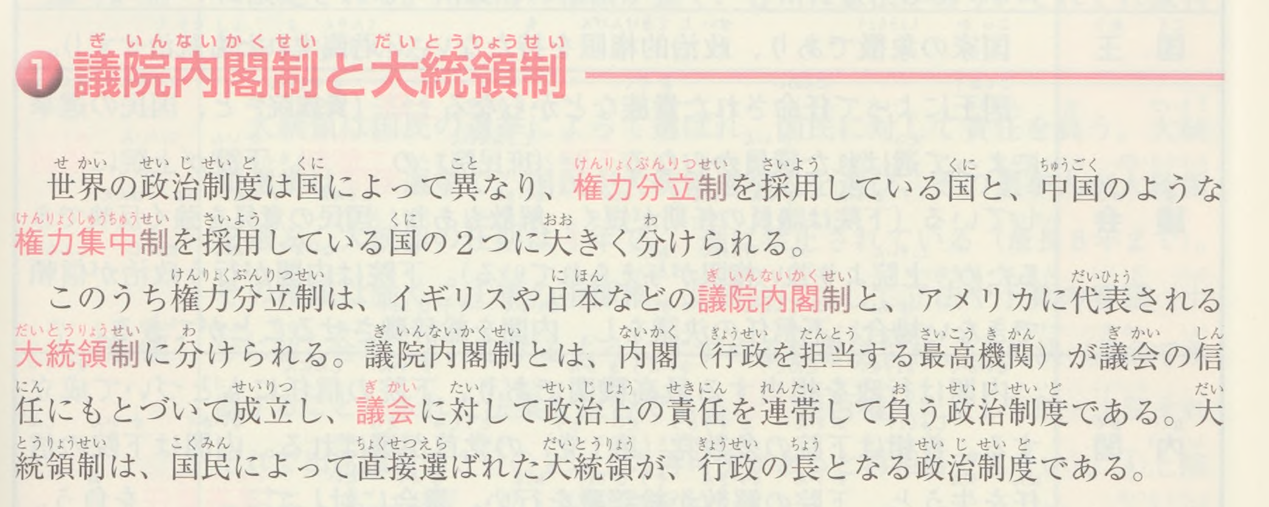 ❶議院内閣制と大統領制
世界の政治制度は国によって異なり、権力分立制を採用している国と、中国のような
権力集中制を採用している国の2つに大きく分けられる。
このうち権力分立制は、イギリスや日本などの議院内閣制と、アメリカに代表される
大統領制に分けられる。議院内閣制とは、内閣（行政を担当する最高機関）が議会の信
任にもとづいて成立し、議会に対して政治上の責任を連帯して負う政治制度である。大
統領制は、国民によって直接選ばれた大統領が、行政の長となる政治制度である。